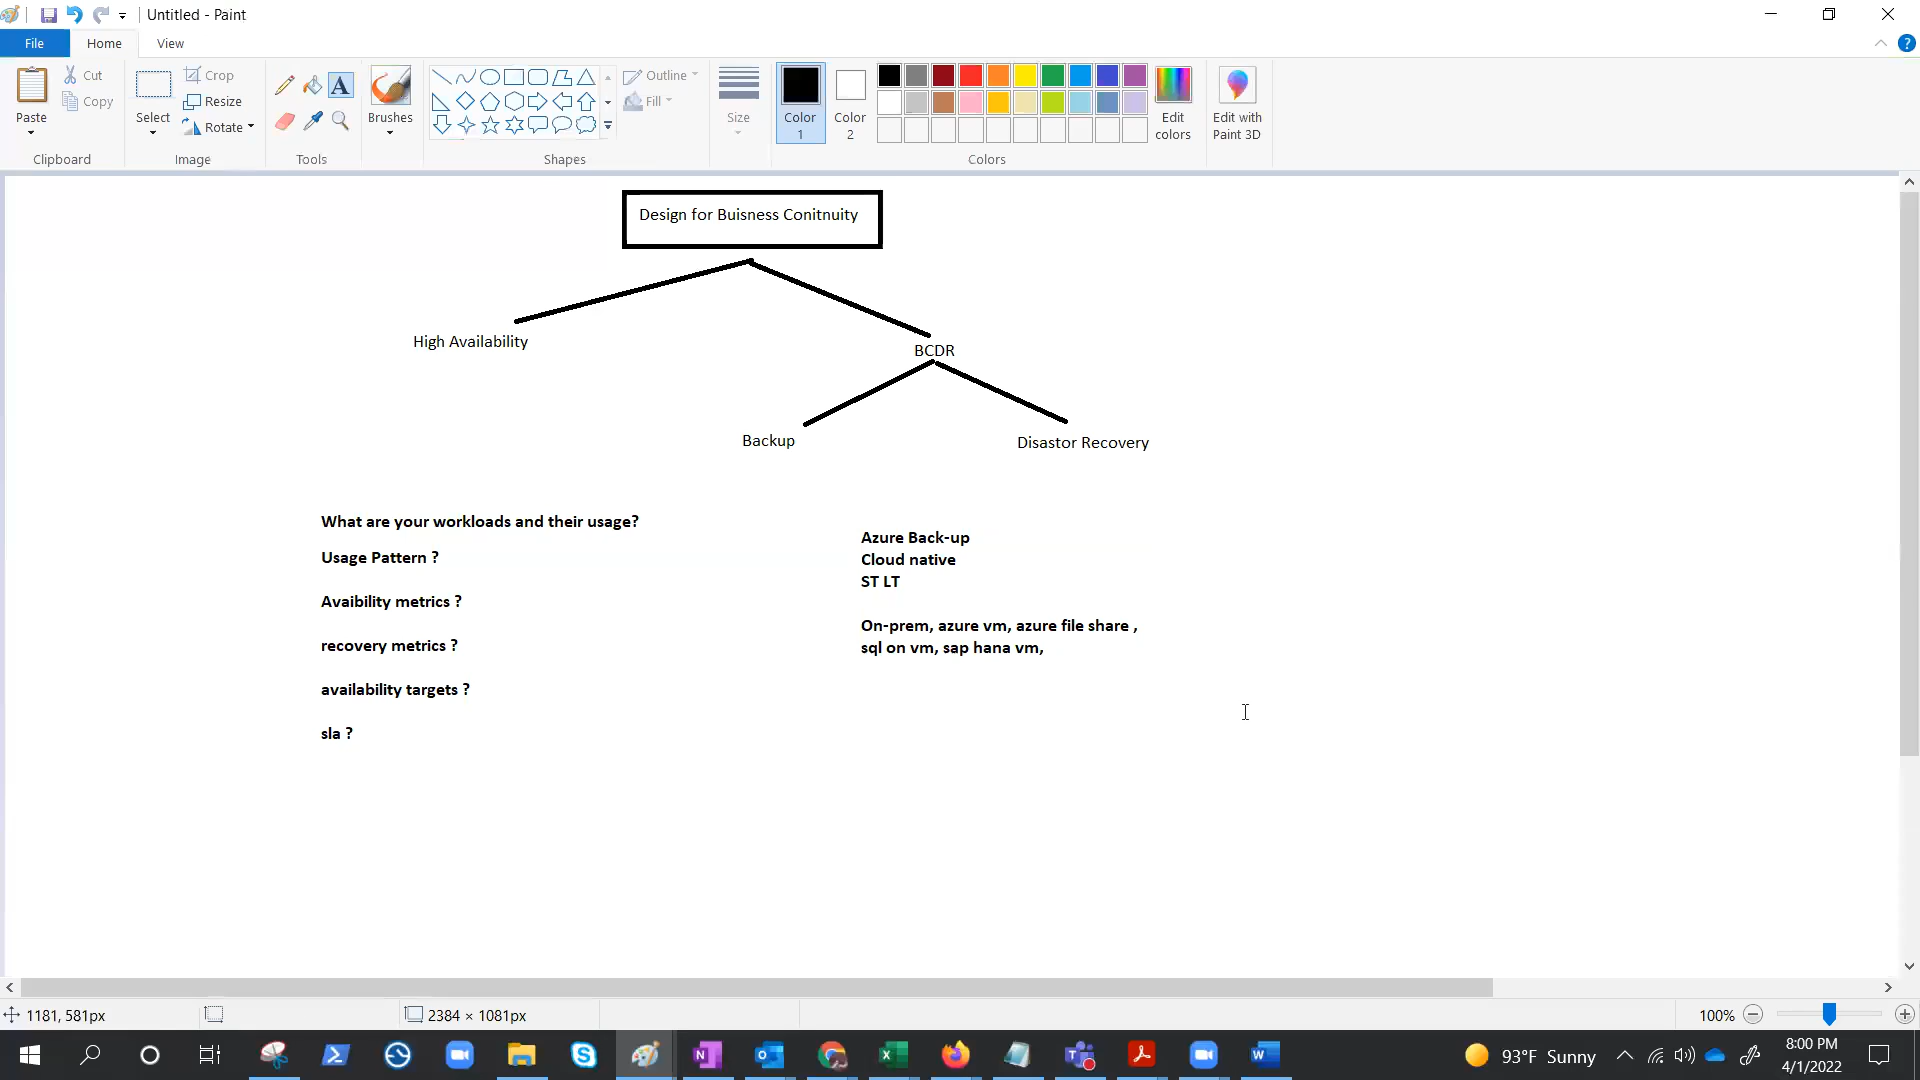 Untitled - Paint
File
Home
View
Paste
Cut
Copy
Clipboard
Select
Crop
Resize
Rotate
Image
Tools
Brushes
Shapes
Outline
Fill
Size
Color
1
Color
2
Edit
colors
Colors
Edit with
Paint 3D
Design for Buisness Conitnuity
High Availability
BCDR
Backup
Disastor Recovery
What are your workloads and their usage?
Usage Pattern ?
Avaibility metrics ?
recovery metrics ?
availability targets ?
sla ?
Azure Back-up
Cloud native
ST LT
On-prem, azure vm, azure file share ,
sql on vm, sap hana vm,
1181, 581px
2384 × 1081px
100%
93°F Sunny
8:00 PM
4/1/2022